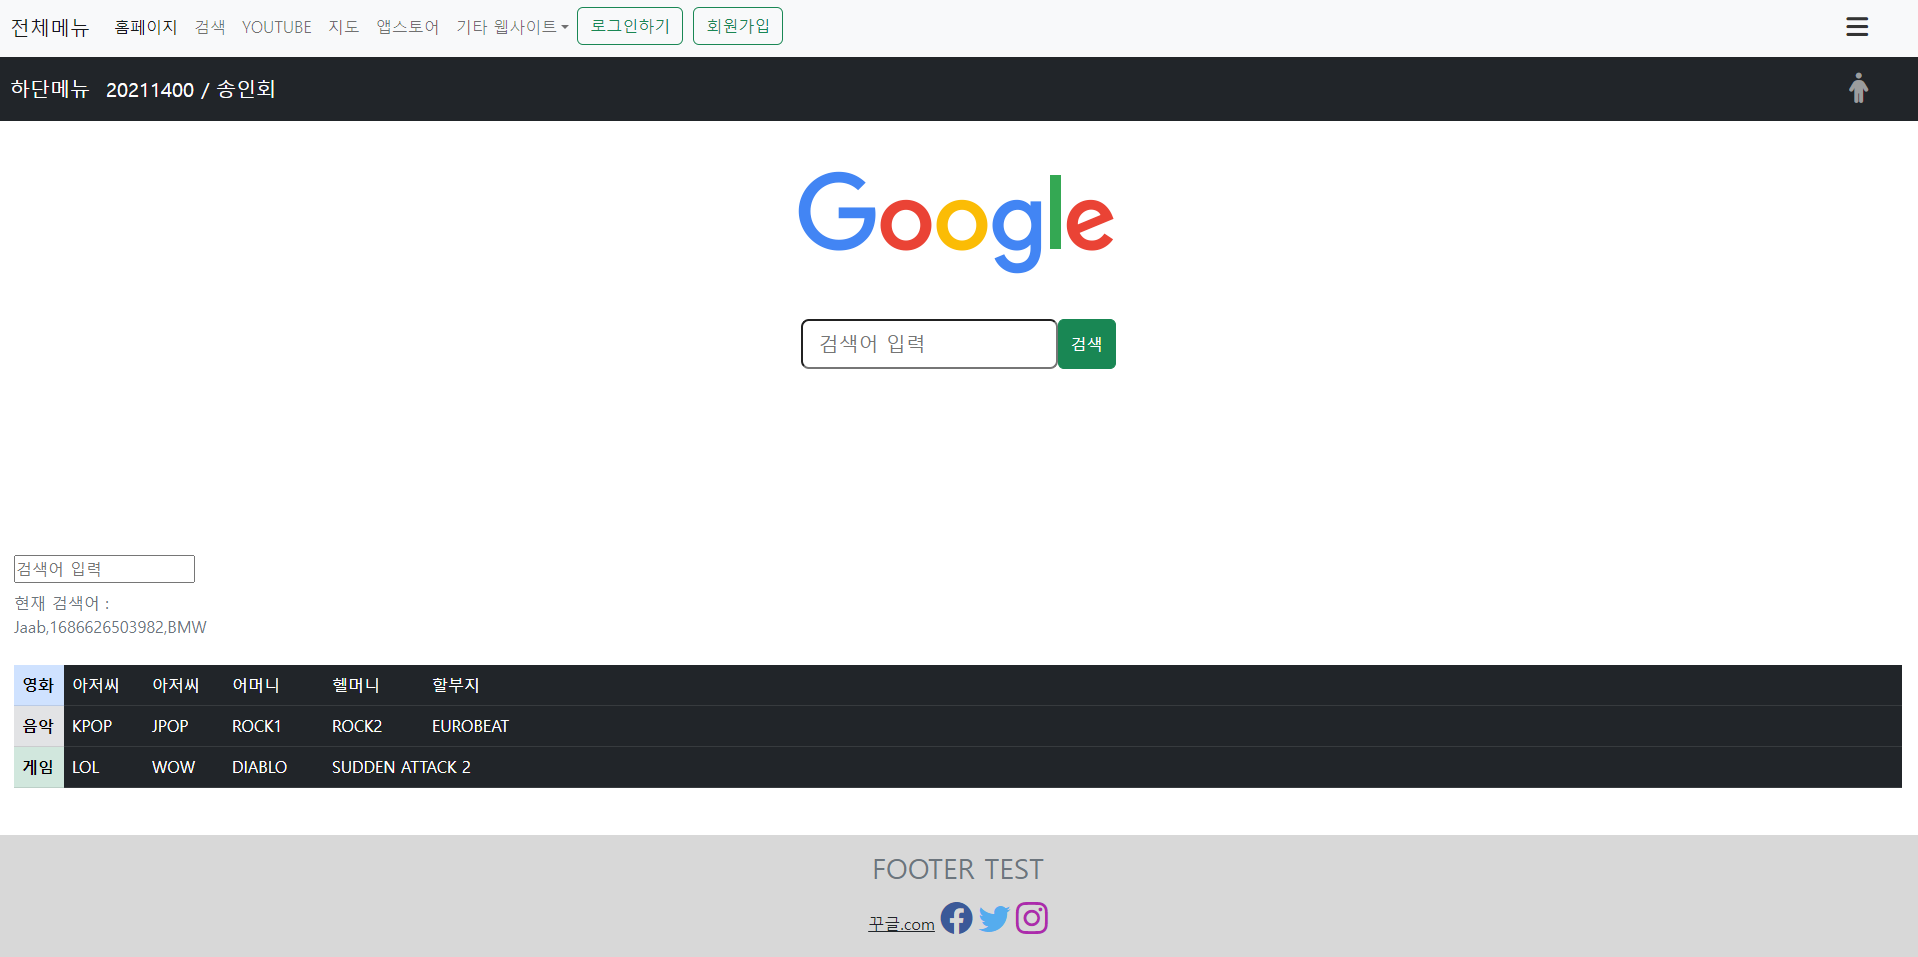 전체메뉴 홈페이지 검색 YOUTUBE 지도 앱스토어 기타 웹사이트 로그인하기 회원가입
하단메뉴 20211400 / 송인회
Google
검색어 입력 검색
검색어 입력
현재 검색어 :
Jaab,1686626503982,BMW
영화 아저씨 아저씨 어머니 헬머니 할부지
음악 KPOP JPOP ROCK1 ROCK2 EUROBEAT
게임 LOL WOW DIABLO SUDDEN ATTACK 2
FOOTER TEST
꾸글.com